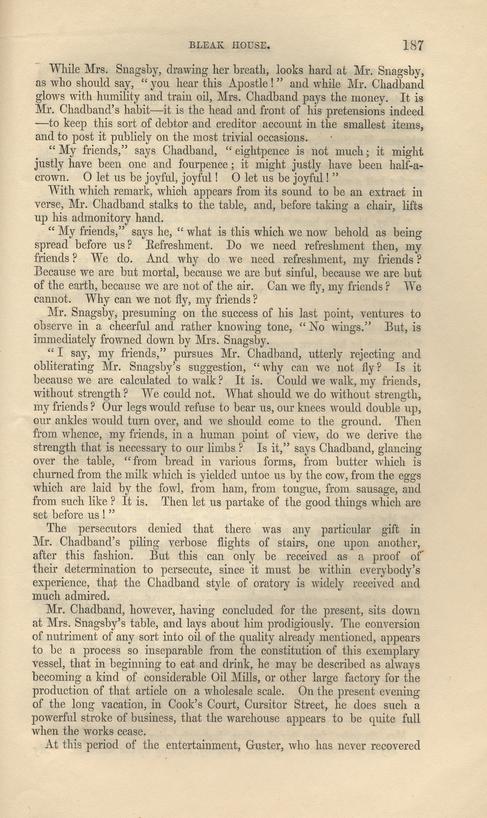 BLEAK HOUSE. 187
While Mrs. Snagsby, drawing her breath, looks hard at Mr. Snagsby,
as who should say, “you hear this Apostle!” and while Mr. Chadband
glows with humility and train oil, Mrs. Chadband pays the money. It is
Mr. Chadband's habit—it is the head and front of his pretensions indeed
—to keep this sort of debtor and creditor account in the smallest items,
and to post it publicly on the most trivial occasions.
“My friends,” says Chadband, “eightpence is not much; it might
justly have been one and fourpence; it might justly have been half-a-
crown. O let us be joyful, joyful! O let us be joyful!”
With which remark, which appears from its sound to be an extract in
verse, Mr. Chadband stalks to the table, and, before taking a chair, lifts
up his admonitory hand.
“My friends,” says he, “what is this which we now behold as being
spread before us? Refreshment. Do we need refreshment then, my
friends? We do. And why do we need refreshment, my friends?
Because we are but mortal, because we are but sinful, because we are but
of the earth, because we are not of the air. Can we fly, my friends? We
cannot. Why can we not fly, my friends?
Mr. Snagsby, presuming on the success of his last point, ventures to
observe in a cheerful and rather knowing tone, “No wings.” But, is
immediately frowned down by Mrs. Snagsby.
“I say, my friends,” pursues Mr. Chadband, utterly rejecting and
obliterating Mr. Snagsby's suggestion, “why can we not fly? Is it
because we are calculated to walk? It is. Could we walk, my friends,
without strength? We could not. What should we do without strength,
my friends? Our legs would refuse to bear us, our knees would double up,
our ankles would turn over, and we should come to the ground. Then
from whence, my friends, in a human point of view, do we derive the
strength that is necessary to our limbs? Is it,” says Chadband, glancing
over the table, “from bread in various forms, from butter which is
churned from the milk which is yielded untoe us by the cow, from the eggs
which are laid by the fowl, from ham, from tongue, from sausage, and
from such like? It is. Then let us partake of the good things which are
set before us!”
The persecutors denied that there was any particular gift in
Mr. Chadband's piling verbose flights of stairs, one upon another,
after this fashion. But this can only be received as a proof of
their determination to persecute, since it must be within everybody's
experience, that the Chadband style of oratory is widely received and
much admired.
Mr. Chadband, however, having concluded for the present, sits down
at Mrs. Snagsby's table, and lays about him prodigiously. The conversion
of nutriment of any sort into oil of the quality already mentioned, appears
to be a process so inseparable from the constitution of this exemplary
vessel, that in beginning to eat and drink, he may be described as always
becoming a kind of considerable Oil Mills, or other large factory for the
production of that article on a wholesale scale. On the present evening
of the long vacation, in Cook's Court, Cursitor Street, he does such a
powerful stroke of business, that the warehouse appears to be quite full
when the works cease.
At this period of the entertainment, Guster, who has never recovered